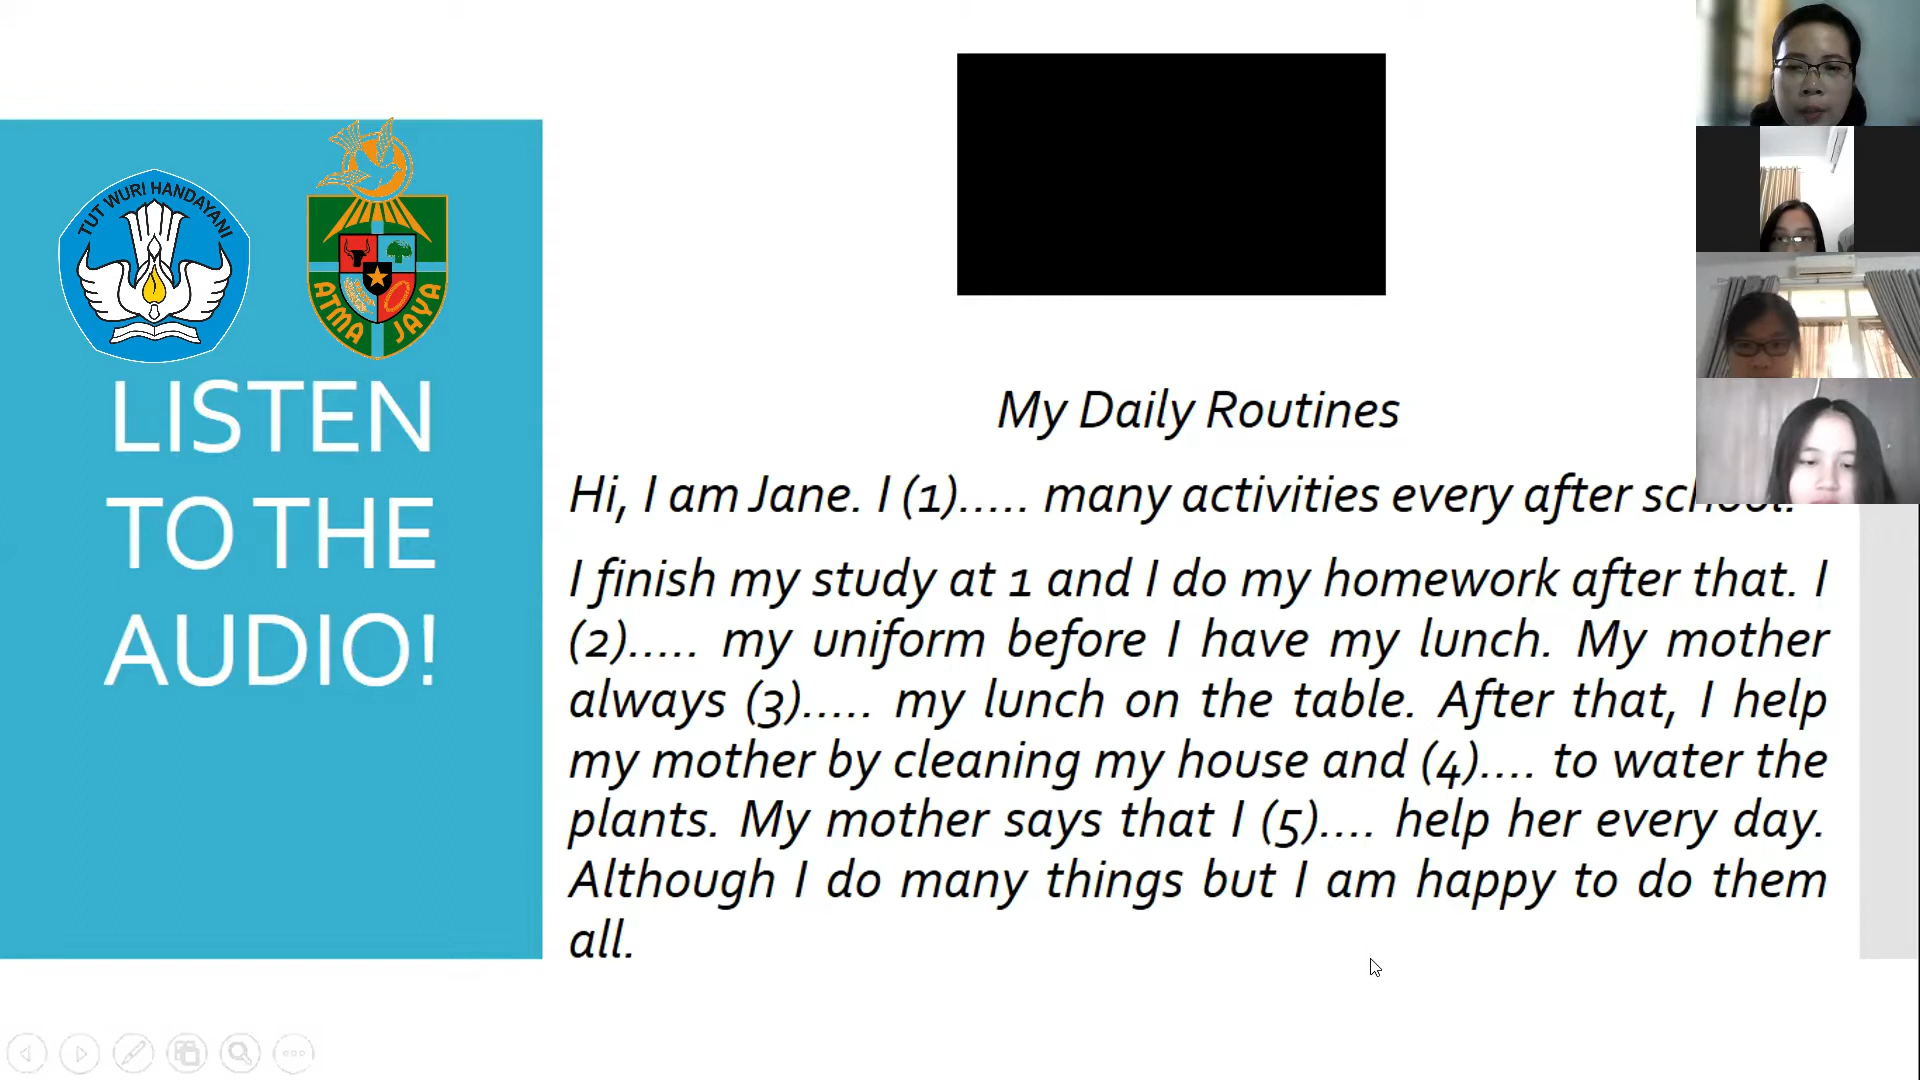 TUT WURI HANDAYANI
ATMA JAYA
LISTEN
TO THE
AUDIO!
My Daily Routines
Hi, I am Jane. I (1)..... many activities every after school.
I finish my study at 1 and I do my homework after that. I
(2)..... my uniform before I have my lunch. My mother
always (3)..... my lunch on the table. After that, I help
my mother by cleaning my house and (4).... to water the
plants. My mother says that I (5).... help her every day.
Although I do many things but I am happy to do them
all.